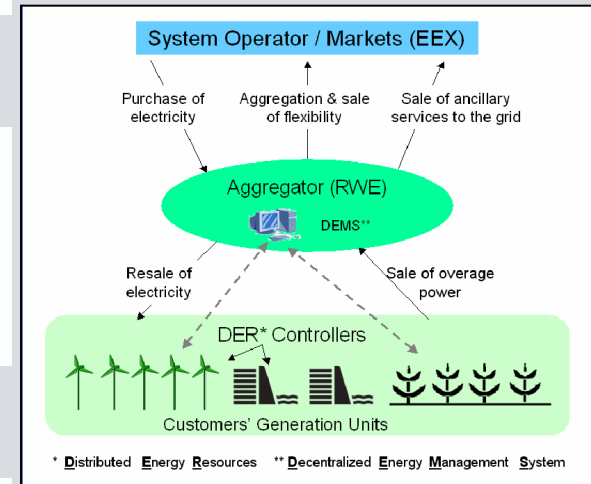 System Operator / Markets (EEX)
Purchase of
electricity
Aggregation & sale
of flexibility
Sale of ancillary
services to the grid
Aggregator (RWE)
DEMS**
Resale of
electricity
Sale of overage
power
DER* Controllers
Customers' Generation Units
* Distributed Energy Resources ** Decentralized Energy Management System